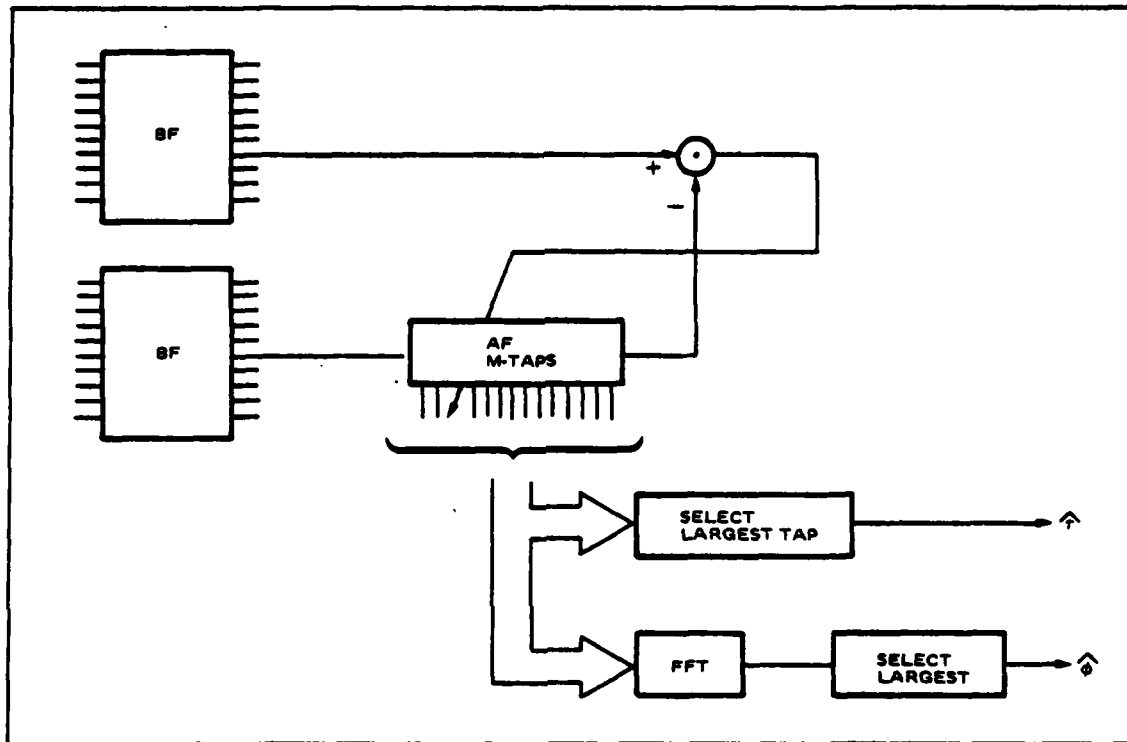 BF
+
−
BF
AF
M-TAPS
SELECT
LARGEST TAP
τ̂
FFT
SELECT
LARGEST
φ̂